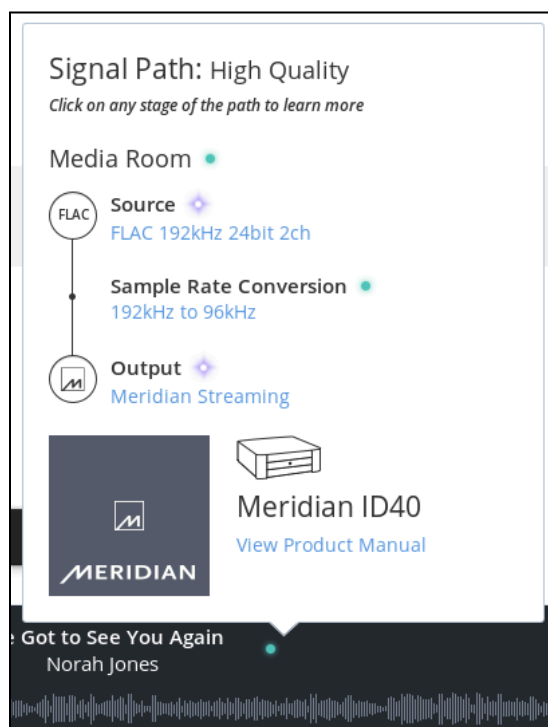 Signal Path: High Quality
Click on any stage of the path to learn more
Media Room
FLAC
Source
FLAC 192kHz 24bit 2ch
Sample Rate Conversion
192kHz to 96kHz
Output
Meridian Streaming
Meridian ID40
View Product Manual
MERIDIAN
Got to See You Again
Norah Jones